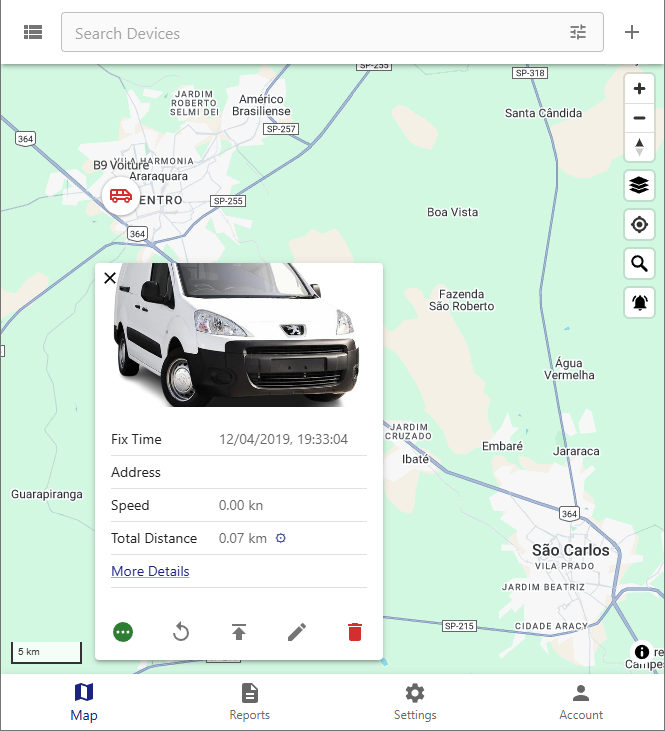 Search Devices
SP-255
SP-318
JARDIM
ROBERTO
SELMI DEI
Américo
Brasiliense
SP-257
Santa Cândida
364
VILA HARMONIA
B9 Voiture
Araraquara
CENTRO
SP-255
364
Boa Vista
Fazenda
São Roberto
Água
Vermelha
Fix Time 12/04/2019, 19:33:04
Address
Speed 0.00 kn
Total Distance 0.07 km
More Details
JARDIM
CRUZADO
Ibaté
Embaré
Jararaca
Guarapiranga
364
São Carlos
VILA PRADO
JARDIM BEATRIZ
SP-215
CIDADE ARACY
5 km
Map
Reports
Settings
Account